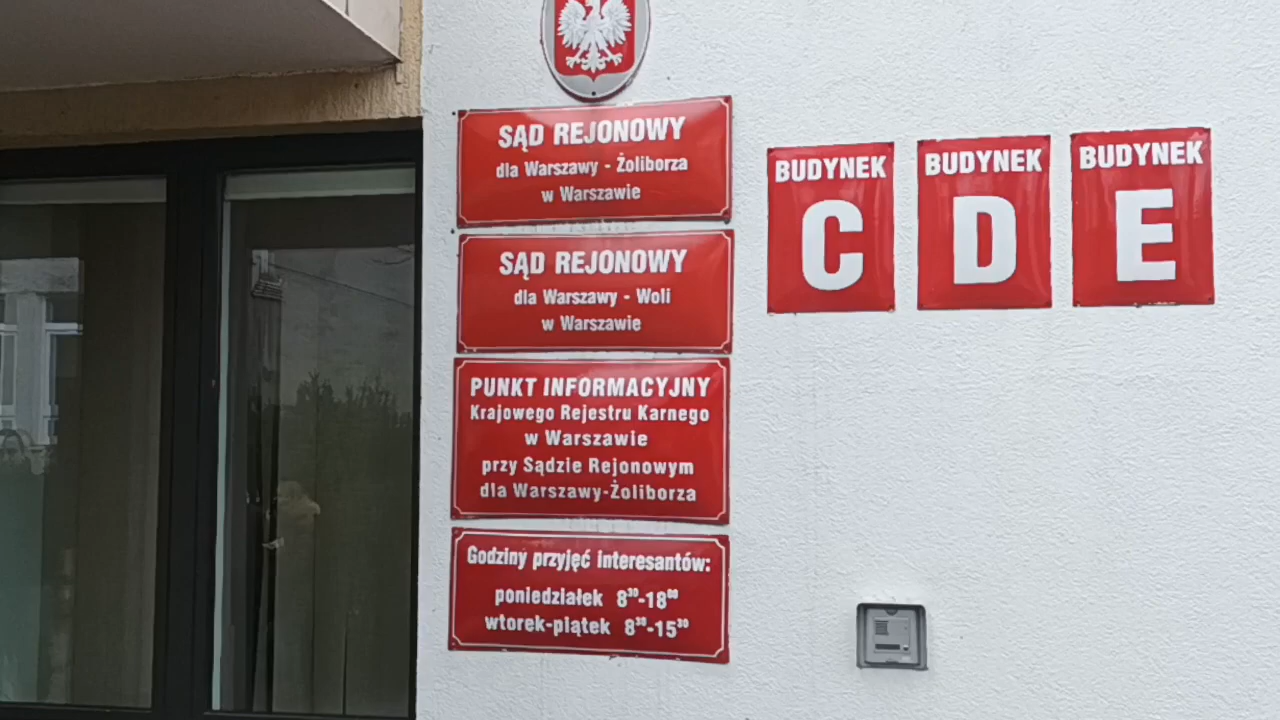 SĄD REJONOWY
dla Warszawy - Żoliborza
w Warszawie
SĄD REJONOWY
dla Warszawy - Woli
w Warszawie
PUNKT INFORMACYJNY
Krajowego Rejestru Karnego
w Warszawie
przy Sądzie Rejonowym
dla Warszawy-Żoliborza
Godziny przyjęć interesantów:
poniedziałek 8³⁰-18⁰⁰
wtorek-piątek 8³⁰-15³⁰
BUDYNEK
C
BUDYNEK
D
BUDYNEK
E